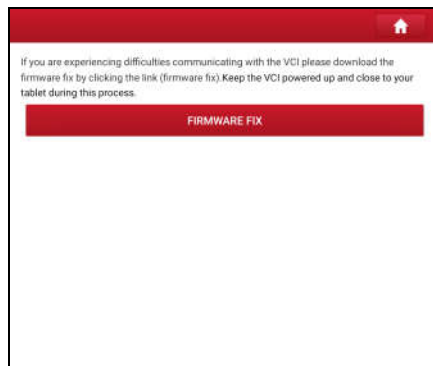 If you are experiencing difficulties communicating with the VCI please download the
firmware fix by clicking the link (firmware fix).Keep the VCI powered up and close to your
tablet during this process.
FIRMWARE FIX